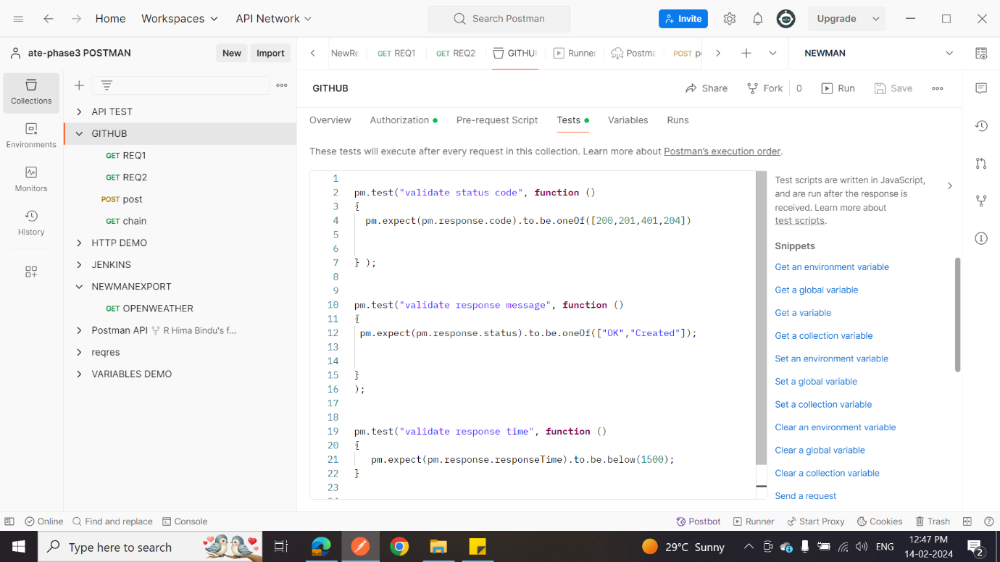 Home
Workspaces
API Network
Search Postman
Invite
Upgrade
ate-phase3 POSTMAN
New
Import
NewRe
GET REQ1
GET REQ2
GITHU
Runner
Postma
POST
NEWMAN
Collections
Environments
Monitors
History
API TEST
GITHUB
GET REQ1
GET REQ2
POST post
GET chain
HTTP DEMO
JENKINS
NEWMANEXPORT
GET OPENWEATHER
Postman API R Hima Bindu's f...
reqres
VARIABLES DEMO
GITHUB
Share
Fork 0
Run
Save
Overview
Authorization
Pre-request Script
Tests
Variables
Runs
These tests will execute after every request in this collection. Learn more about Postman's execution order.
1
2 pm.test("validate status code", function ()
3 {
4 pm.expect(pm.response.code).to.be.oneOf([200,201,401,204])
5
6
7 } );
8
9
10 pm.test("validate response message", function ()
11 {
12 pm.expect(pm.response.status).to.be.oneOf(["OK","Created"]);
13
14
15 }
16 );
17
18
19 pm.test("validate response time", function ()
20 {
21 pm.expect(pm.response.responseTime).to.be.below(1500);
22 }
23
Test scripts are written in JavaScript,
and are run after the response is
received. Learn more about
test scripts.
Snippets
Get an environment variable
Get a global variable
Get a variable
Get a collection variable
Set an environment variable
Set a global variable
Set a collection variable
Clear an environment variable
Clear a global variable
Clear a collection variable
Send a request
Online
Find and replace
Console
Postbot
Runner
Start Proxy
Cookies
Trash
Type here to search
29°C Sunny
ENG
12:47 PM
14-02-2024
2